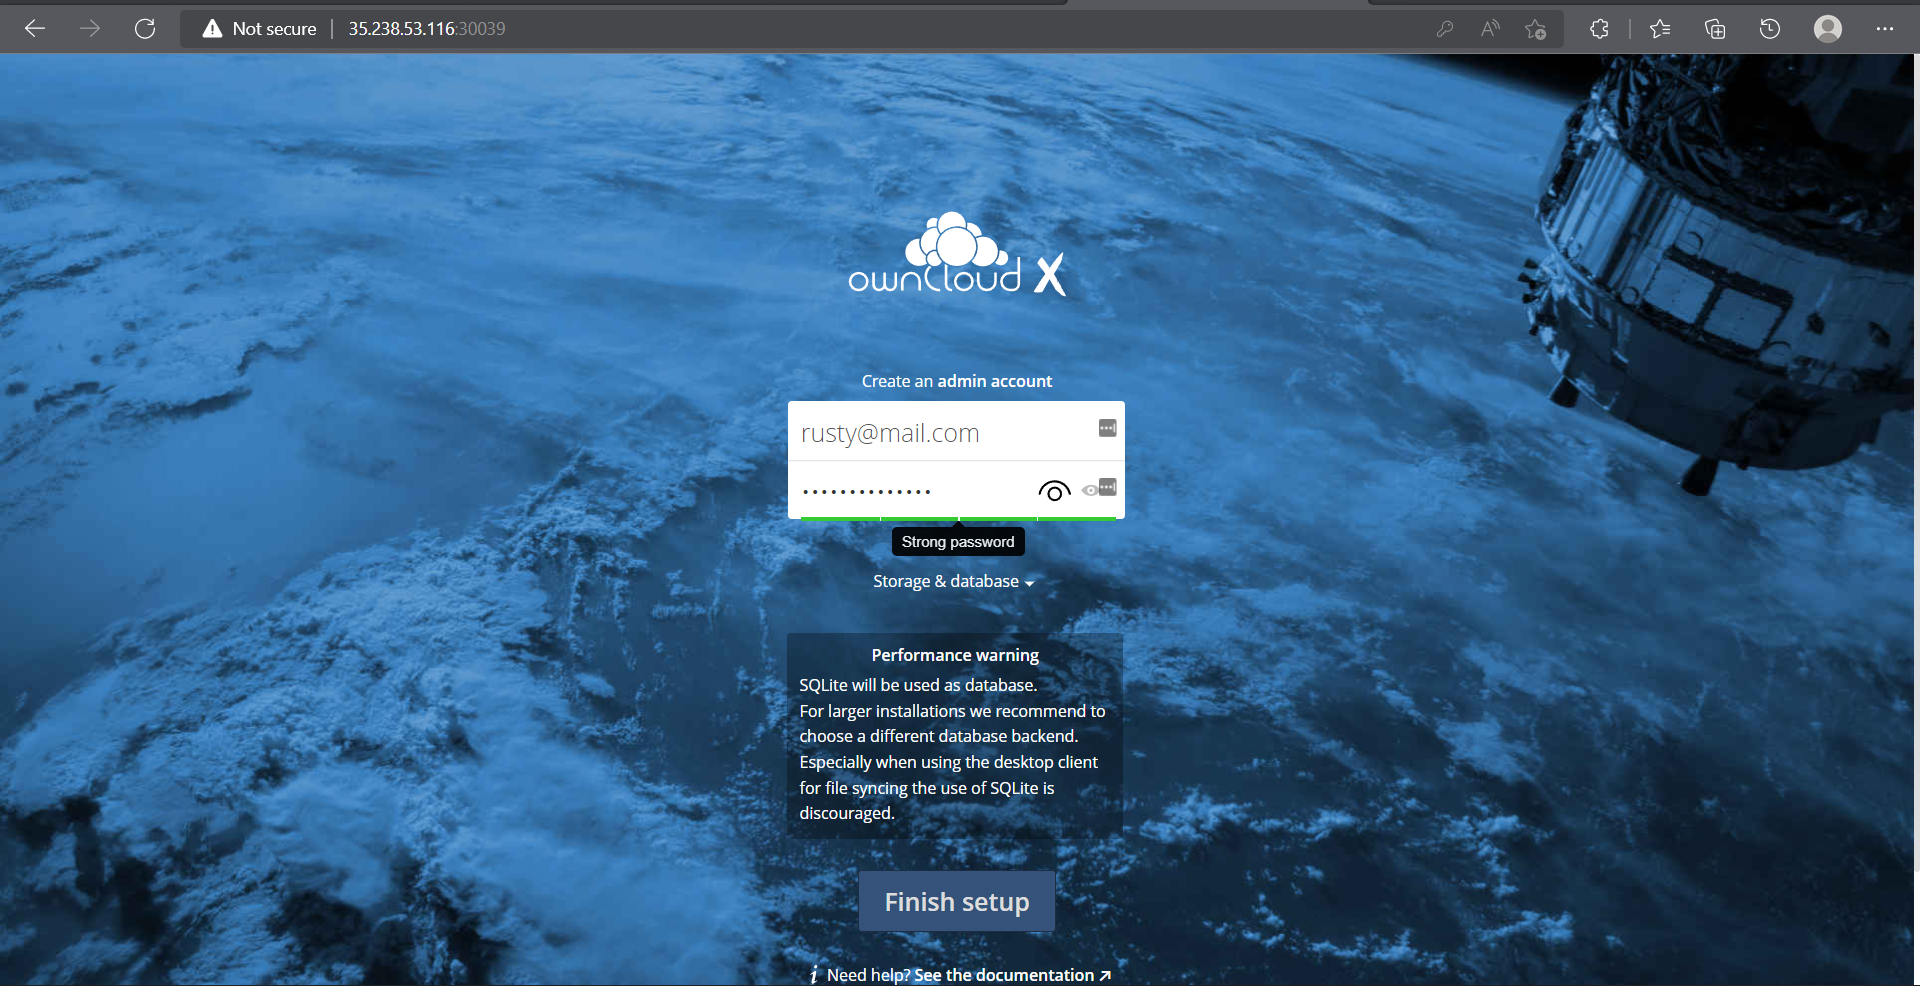 Not secure
35.238.53.116:30039
ownCloud X
Create an admin account
rusty@mail.com
••••••••••••••
Strong password
Storage & database
Performance warning
SQLite will be used as database.
For larger installations we recommend to
choose a different database backend.
Especially when using the desktop client
for file syncing the use of SQLite is
discouraged.
Finish setup
i Need help? See the documentation ↗